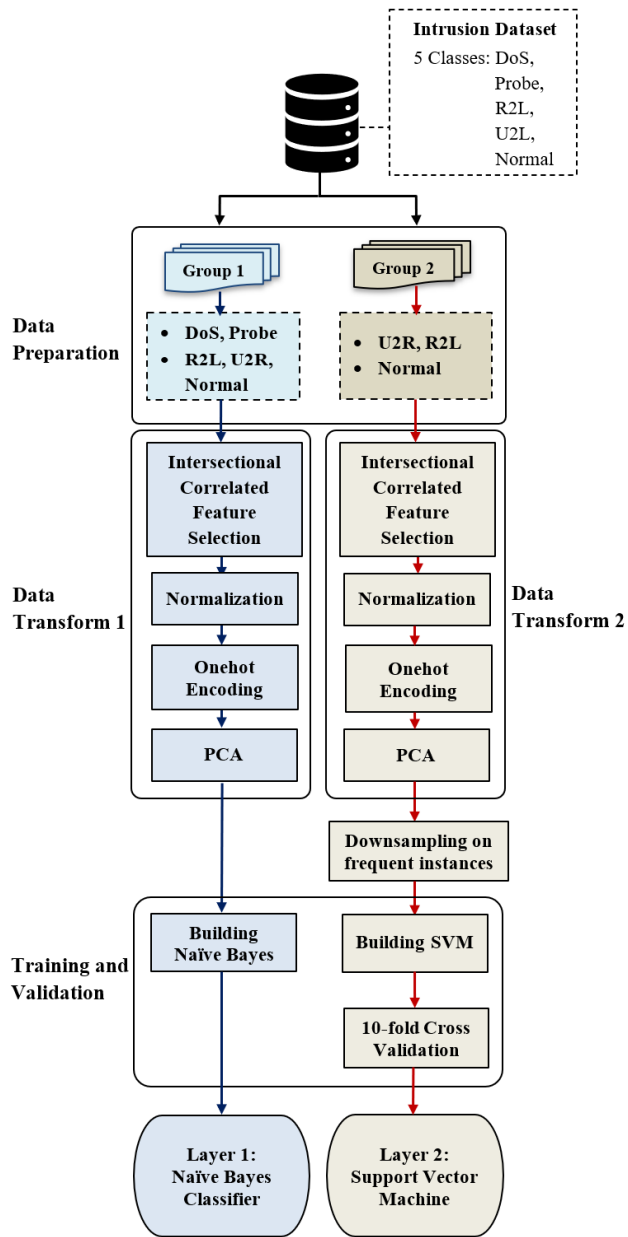 Intrusion Dataset
5 Classes: DoS,
Probe,
R2L,
U2L,
Normal
Group 1
Group 2
Data
Preparation
• DoS, Probe
• R2L, U2R,
Normal
• U2R, R2L
• Normal
Intersectional
Correlated
Feature
Selection
Intersectional
Correlated
Feature
Selection
Data
Transform 1
Normalization
Normalization
Data
Transform 2
Onehot
Encoding
Onehot
Encoding
PCA
PCA
Downsampling on
frequent instances
Training and
Validation
Building
Naïve Bayes
Building SVM
10-fold Cross
Validation
Layer 1:
Naïve Bayes
Classifier
Layer 2:
Support Vector
Machine